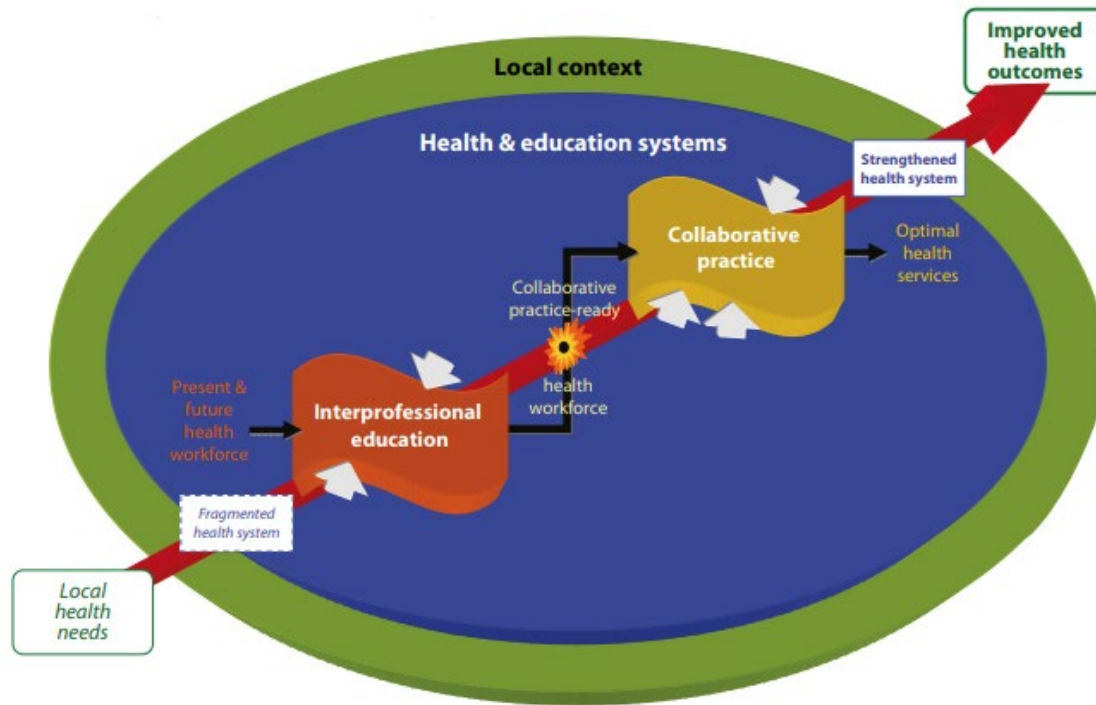 Improved
health
outcomes
Local context
Health & education systems
Strengthened
health system
Collaborative
practice
Optimal
health
services
Collaborative
practice-ready
health
workforce
Present &
future
health
workforce
Interprofessional
education
Fragmented
health system
Local
health
needs